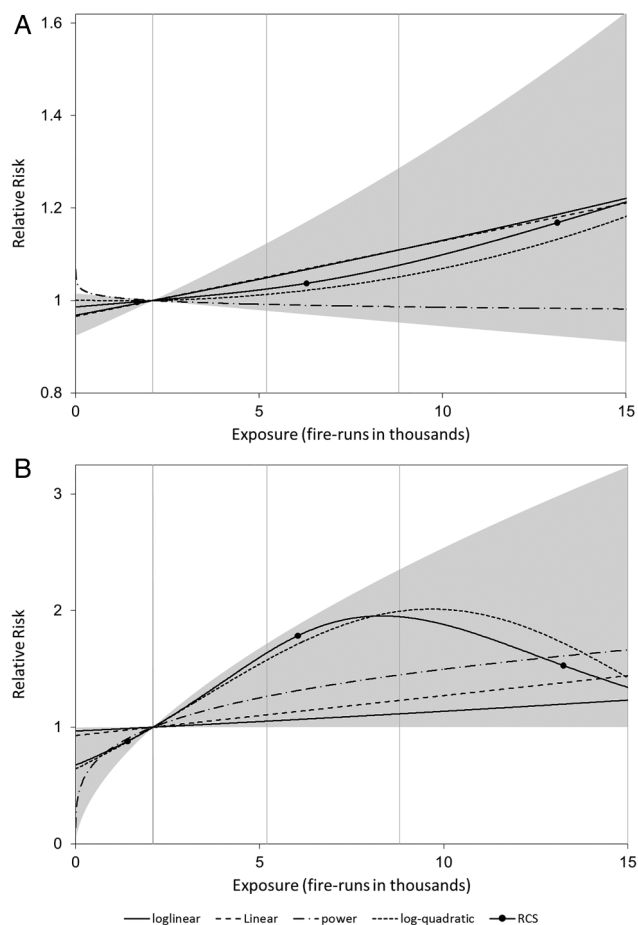 A
1.6
1.4
1.2
1
0.8
Relative Risk
0
5
10
15
Exposure (fire-runs in thousands)
B
3
2
1
0
Relative Risk
0
5
10
15
Exposure (fire-runs in thousands)
loglinear Linear power log-quadratic RCS